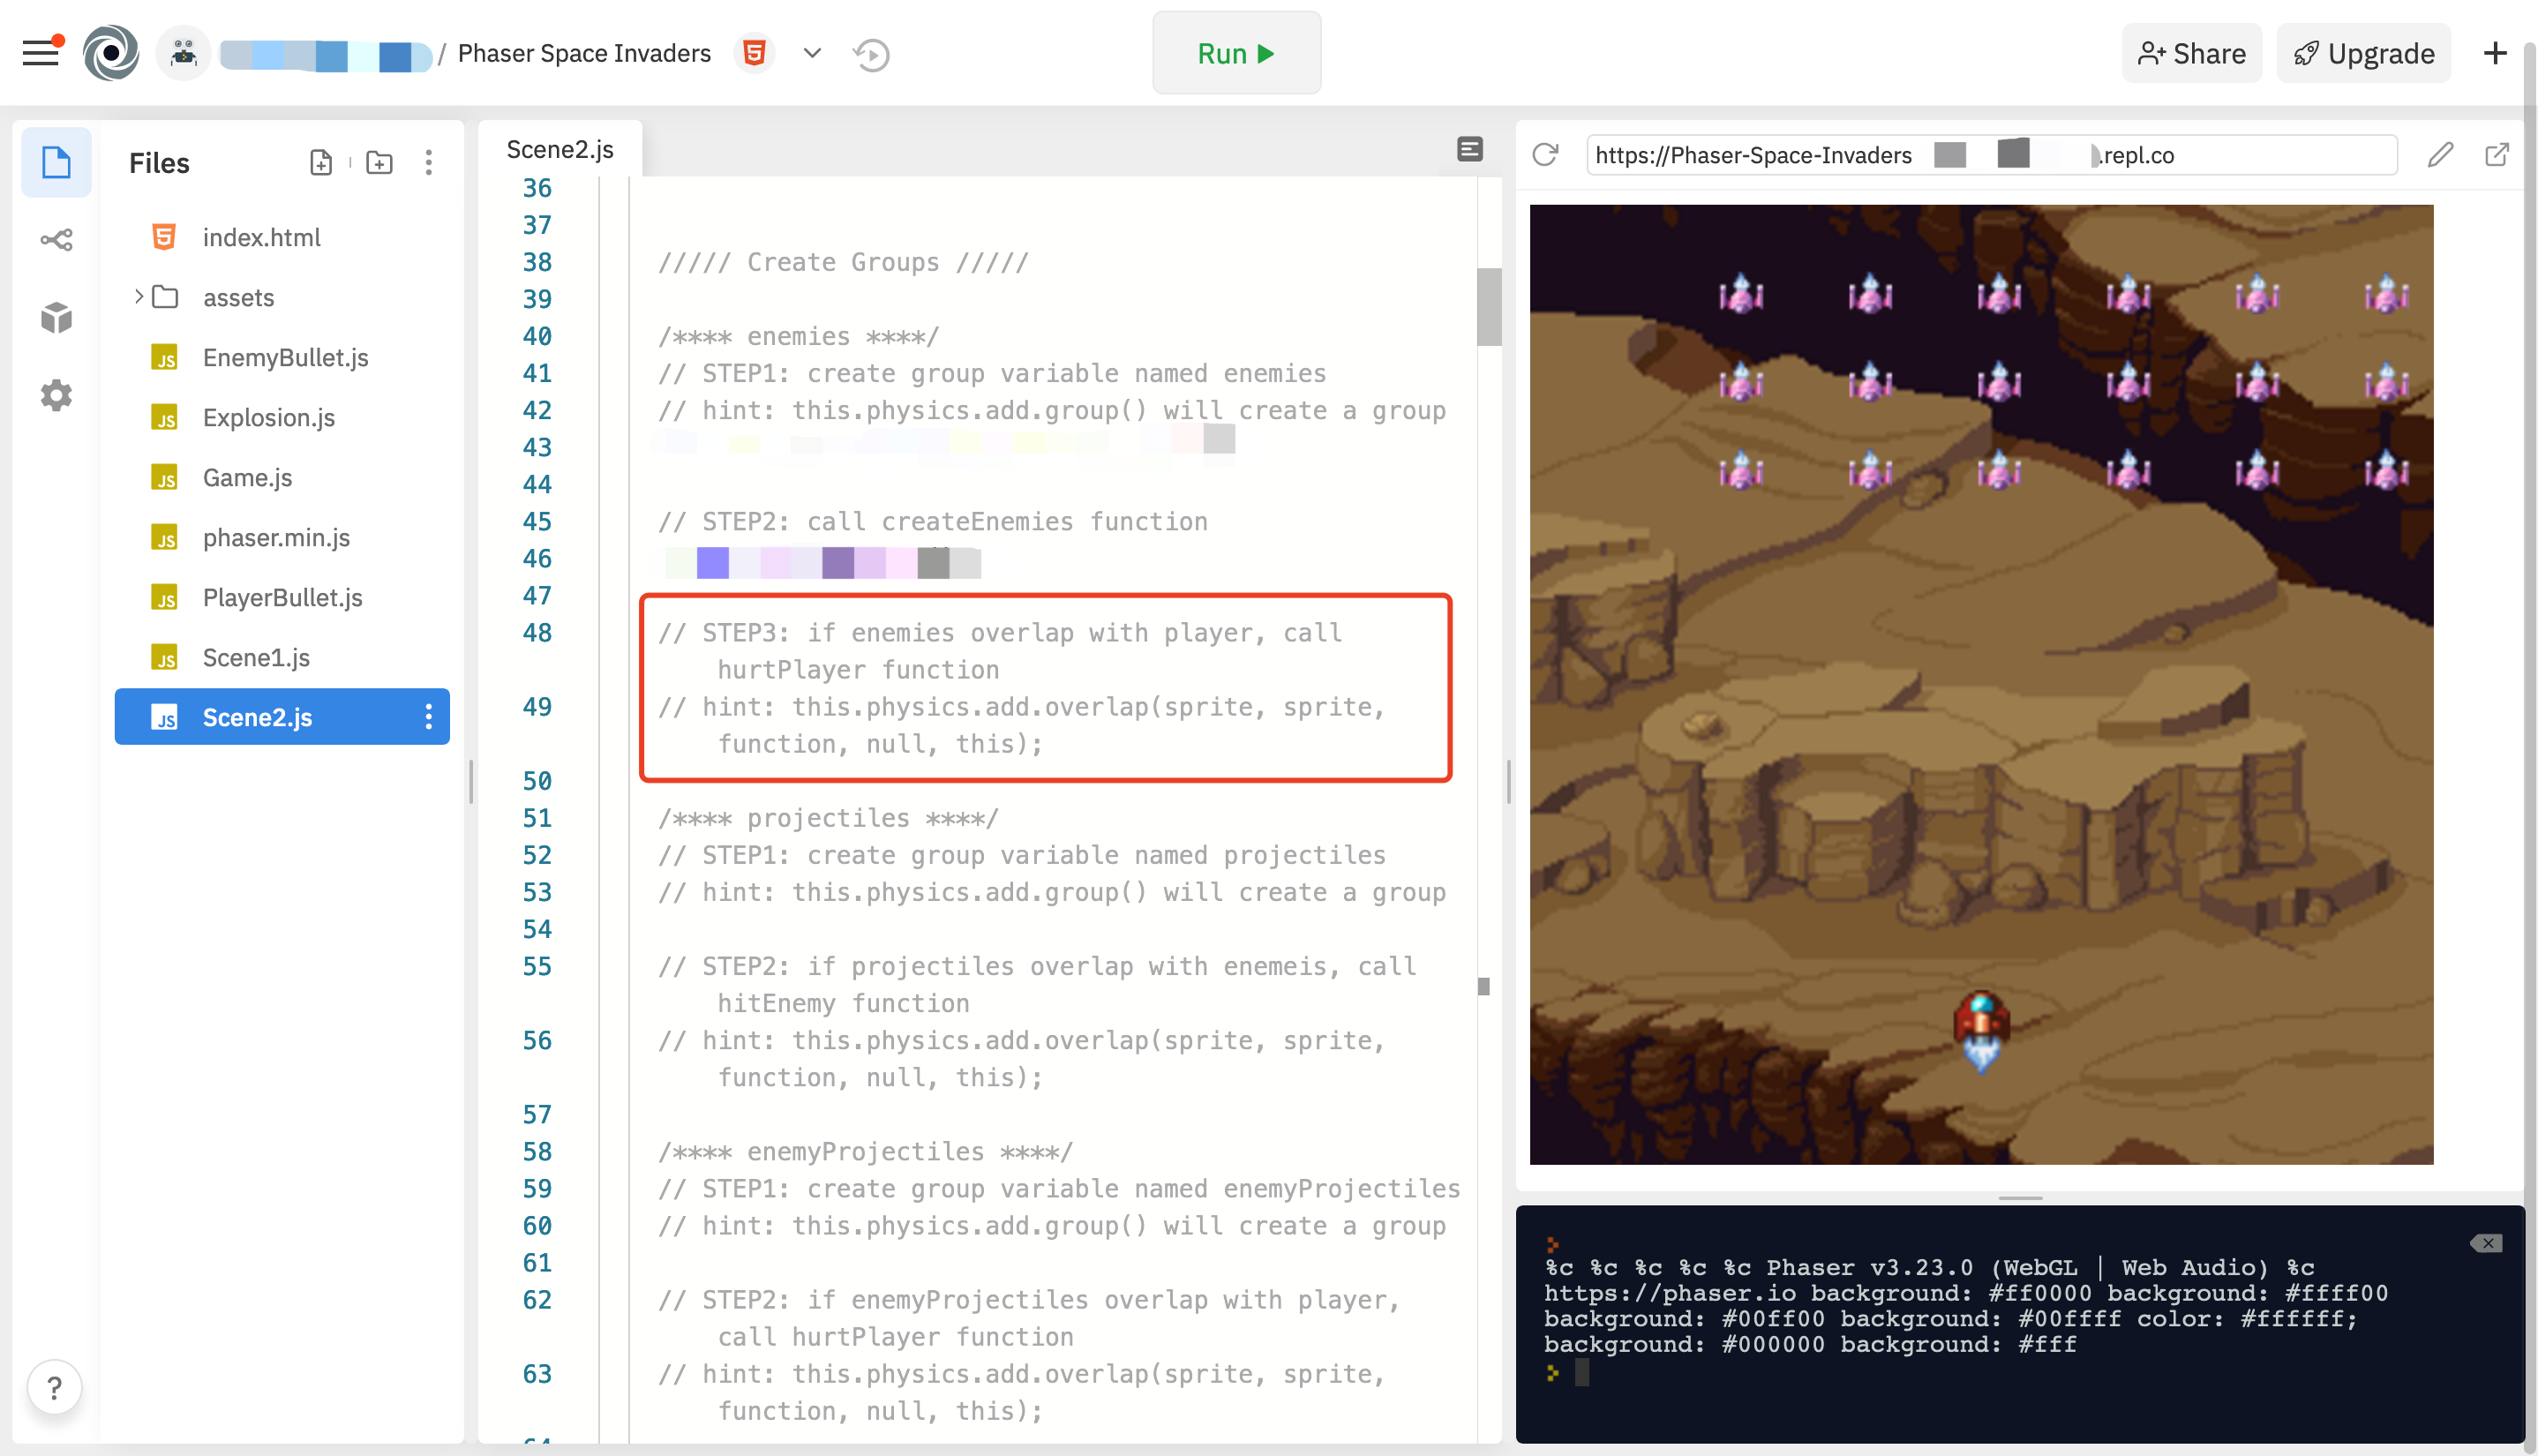 / Phaser Space Invaders
Run
Share
Upgrade
Files
index.html
assets
EnemyBullet.js
Explosion.js
Game.js
phaser.min.js
PlayerBullet.js
Scene1.js
Scene2.js
Scene2.js
36
37
38 ///// Create Groups /////
39
40 /**** enemies ****/
41 // STEP1: create group variable named enemies
42 // hint: this.physics.add.group() will create a group
43
44
45 // STEP2: call createEnemies function
46
47
48 // STEP3: if enemies overlap with player, call
hurtPlayer function
49 // hint: this.physics.add.overlap(sprite, sprite,
function, null, this);
50
51 /**** projectiles ****/
52 // STEP1: create group variable named projectiles
53 // hint: this.physics.add.group() will create a group
54
55 // STEP2: if projectiles overlap with enemeis, call
hitEnemy function
56 // hint: this.physics.add.overlap(sprite, sprite,
function, null, this);
57
58 /**** enemyProjectiles ****/
59 // STEP1: create group variable named enemyProjectiles
60 // hint: this.physics.add.group() will create a group
61
62 // STEP2: if enemyProjectiles overlap with player,
call hurtPlayer function
63 // hint: this.physics.add.overlap(sprite, sprite,
function, null, this);
https://Phaser-Space-Invaders .repl.co
%c %c %c %c %c Phaser v3.23.0 (WebGL | Web Audio) %c
https://phaser.io background: #ff0000 background: #ffff00
background: #00ff00 background: #00ffff color: #ffffff;
background: #000000 background: #fff
?